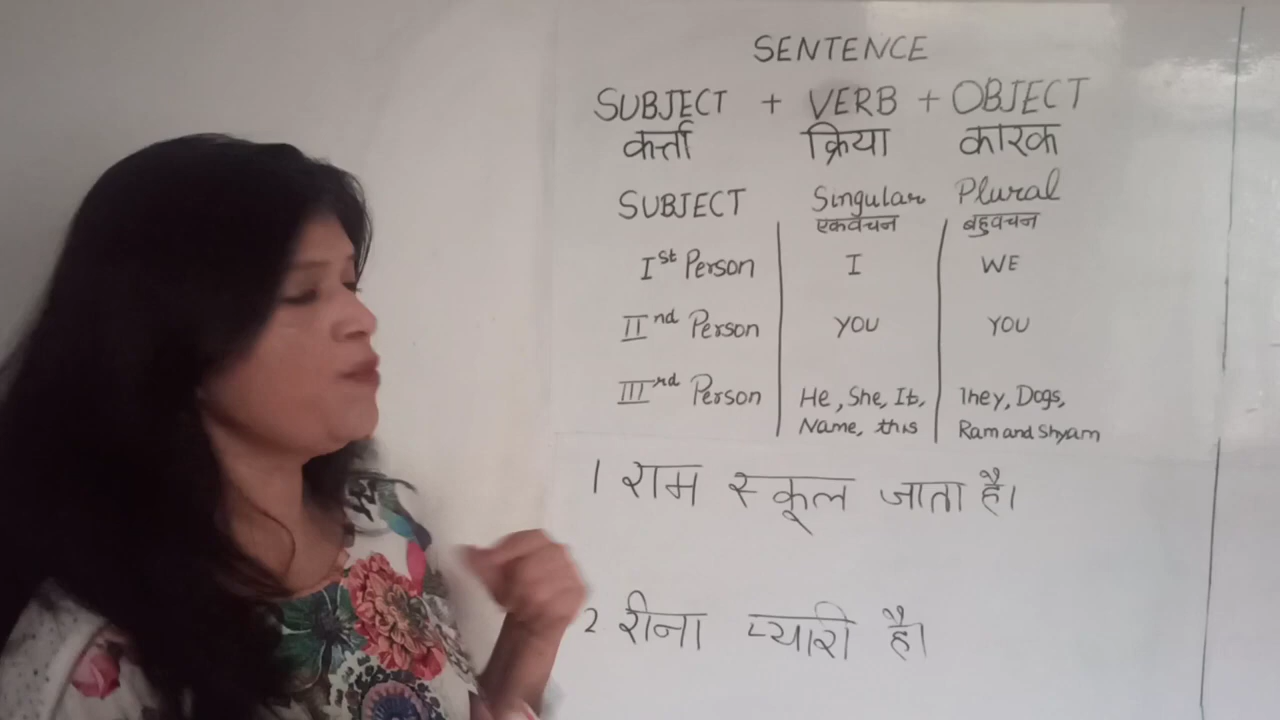 SENTENCE
SUBJECT + VERB + OBJECT
कर्त्ता क्रिया कारक
SUBJECT Singular Plural
एकवचन बहुवचन
Ist Person I WE
IInd Person YOU YOU
IIIrd Person He, She, It, They, Dogs,
Name, this Ram and Shyam
1 राम स्कूल जाता है।
2 रीना प्यारी है।